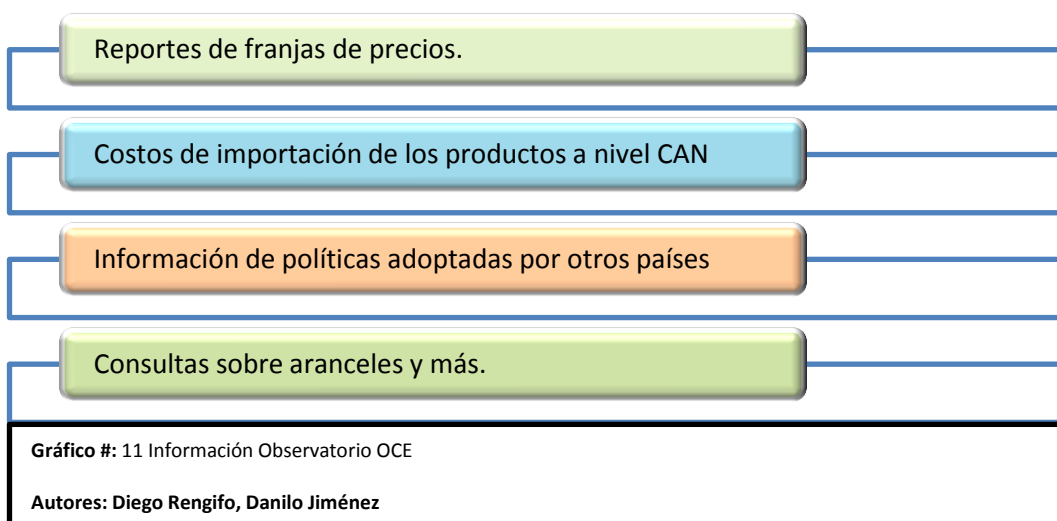 Reportes de franjas de precios.
Costos de importación de los productos a nivel CAN
Información de políticas adoptadas por otros países
Consultas sobre aranceles y más.
Gráfico #: 11 Información Observatorio OCE
Autores: Diego Rengifo, Danilo Jiménez